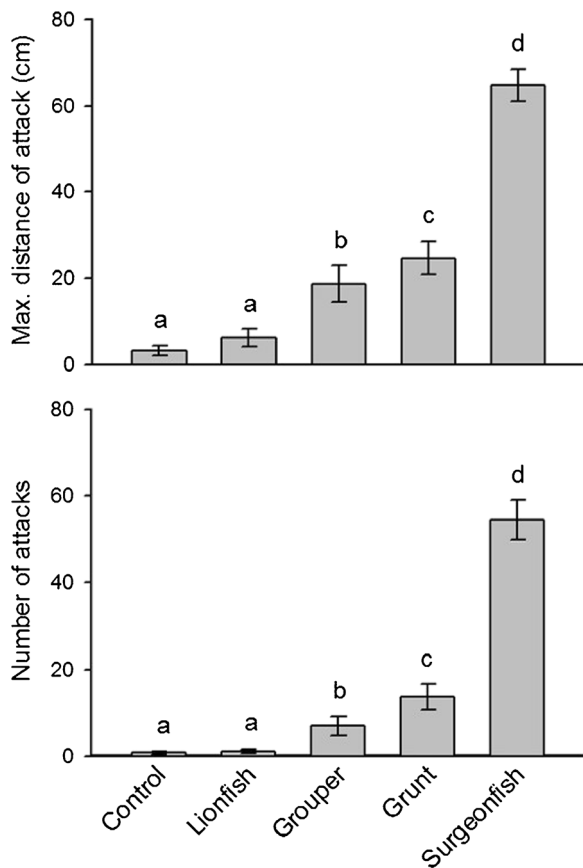 Max. distance of attack (cm)
80
60
40
20
0
a
a
b
c
d
Number of attacks
80
60
40
20
0
a
a
b
c
d
Control
Lionfish
Grouper
Grunt
Surgeonfish